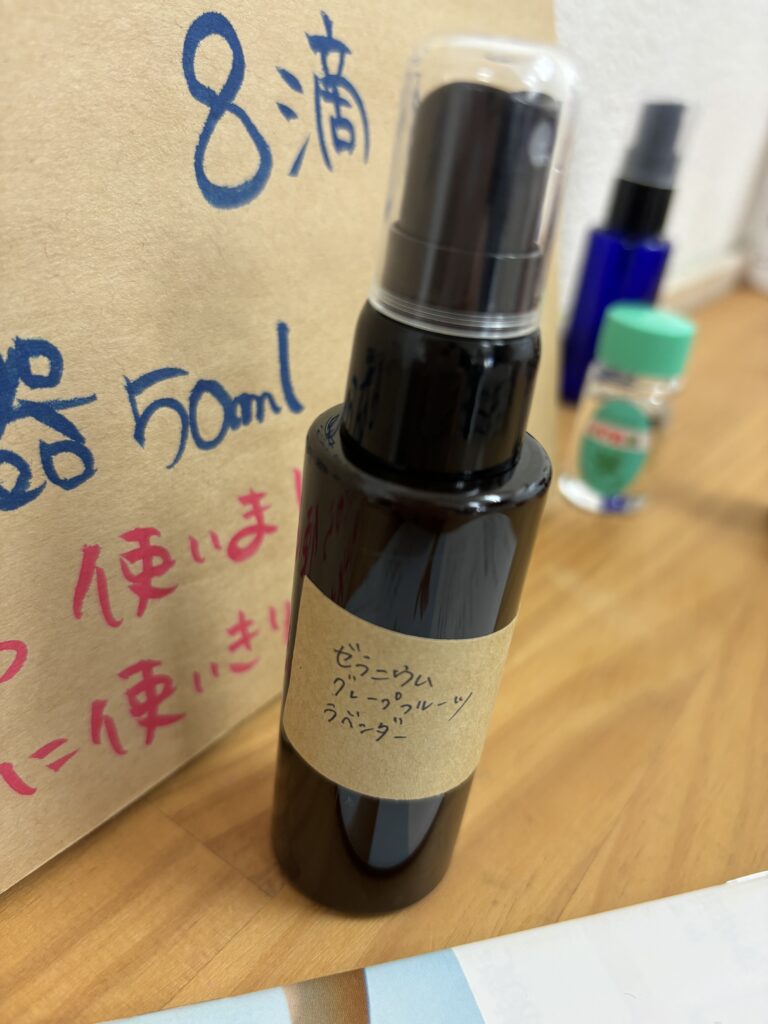 8滴
器 50ml
使いま
に使いきり
ゼラニウム
グレープフルーツ
ラベンダー